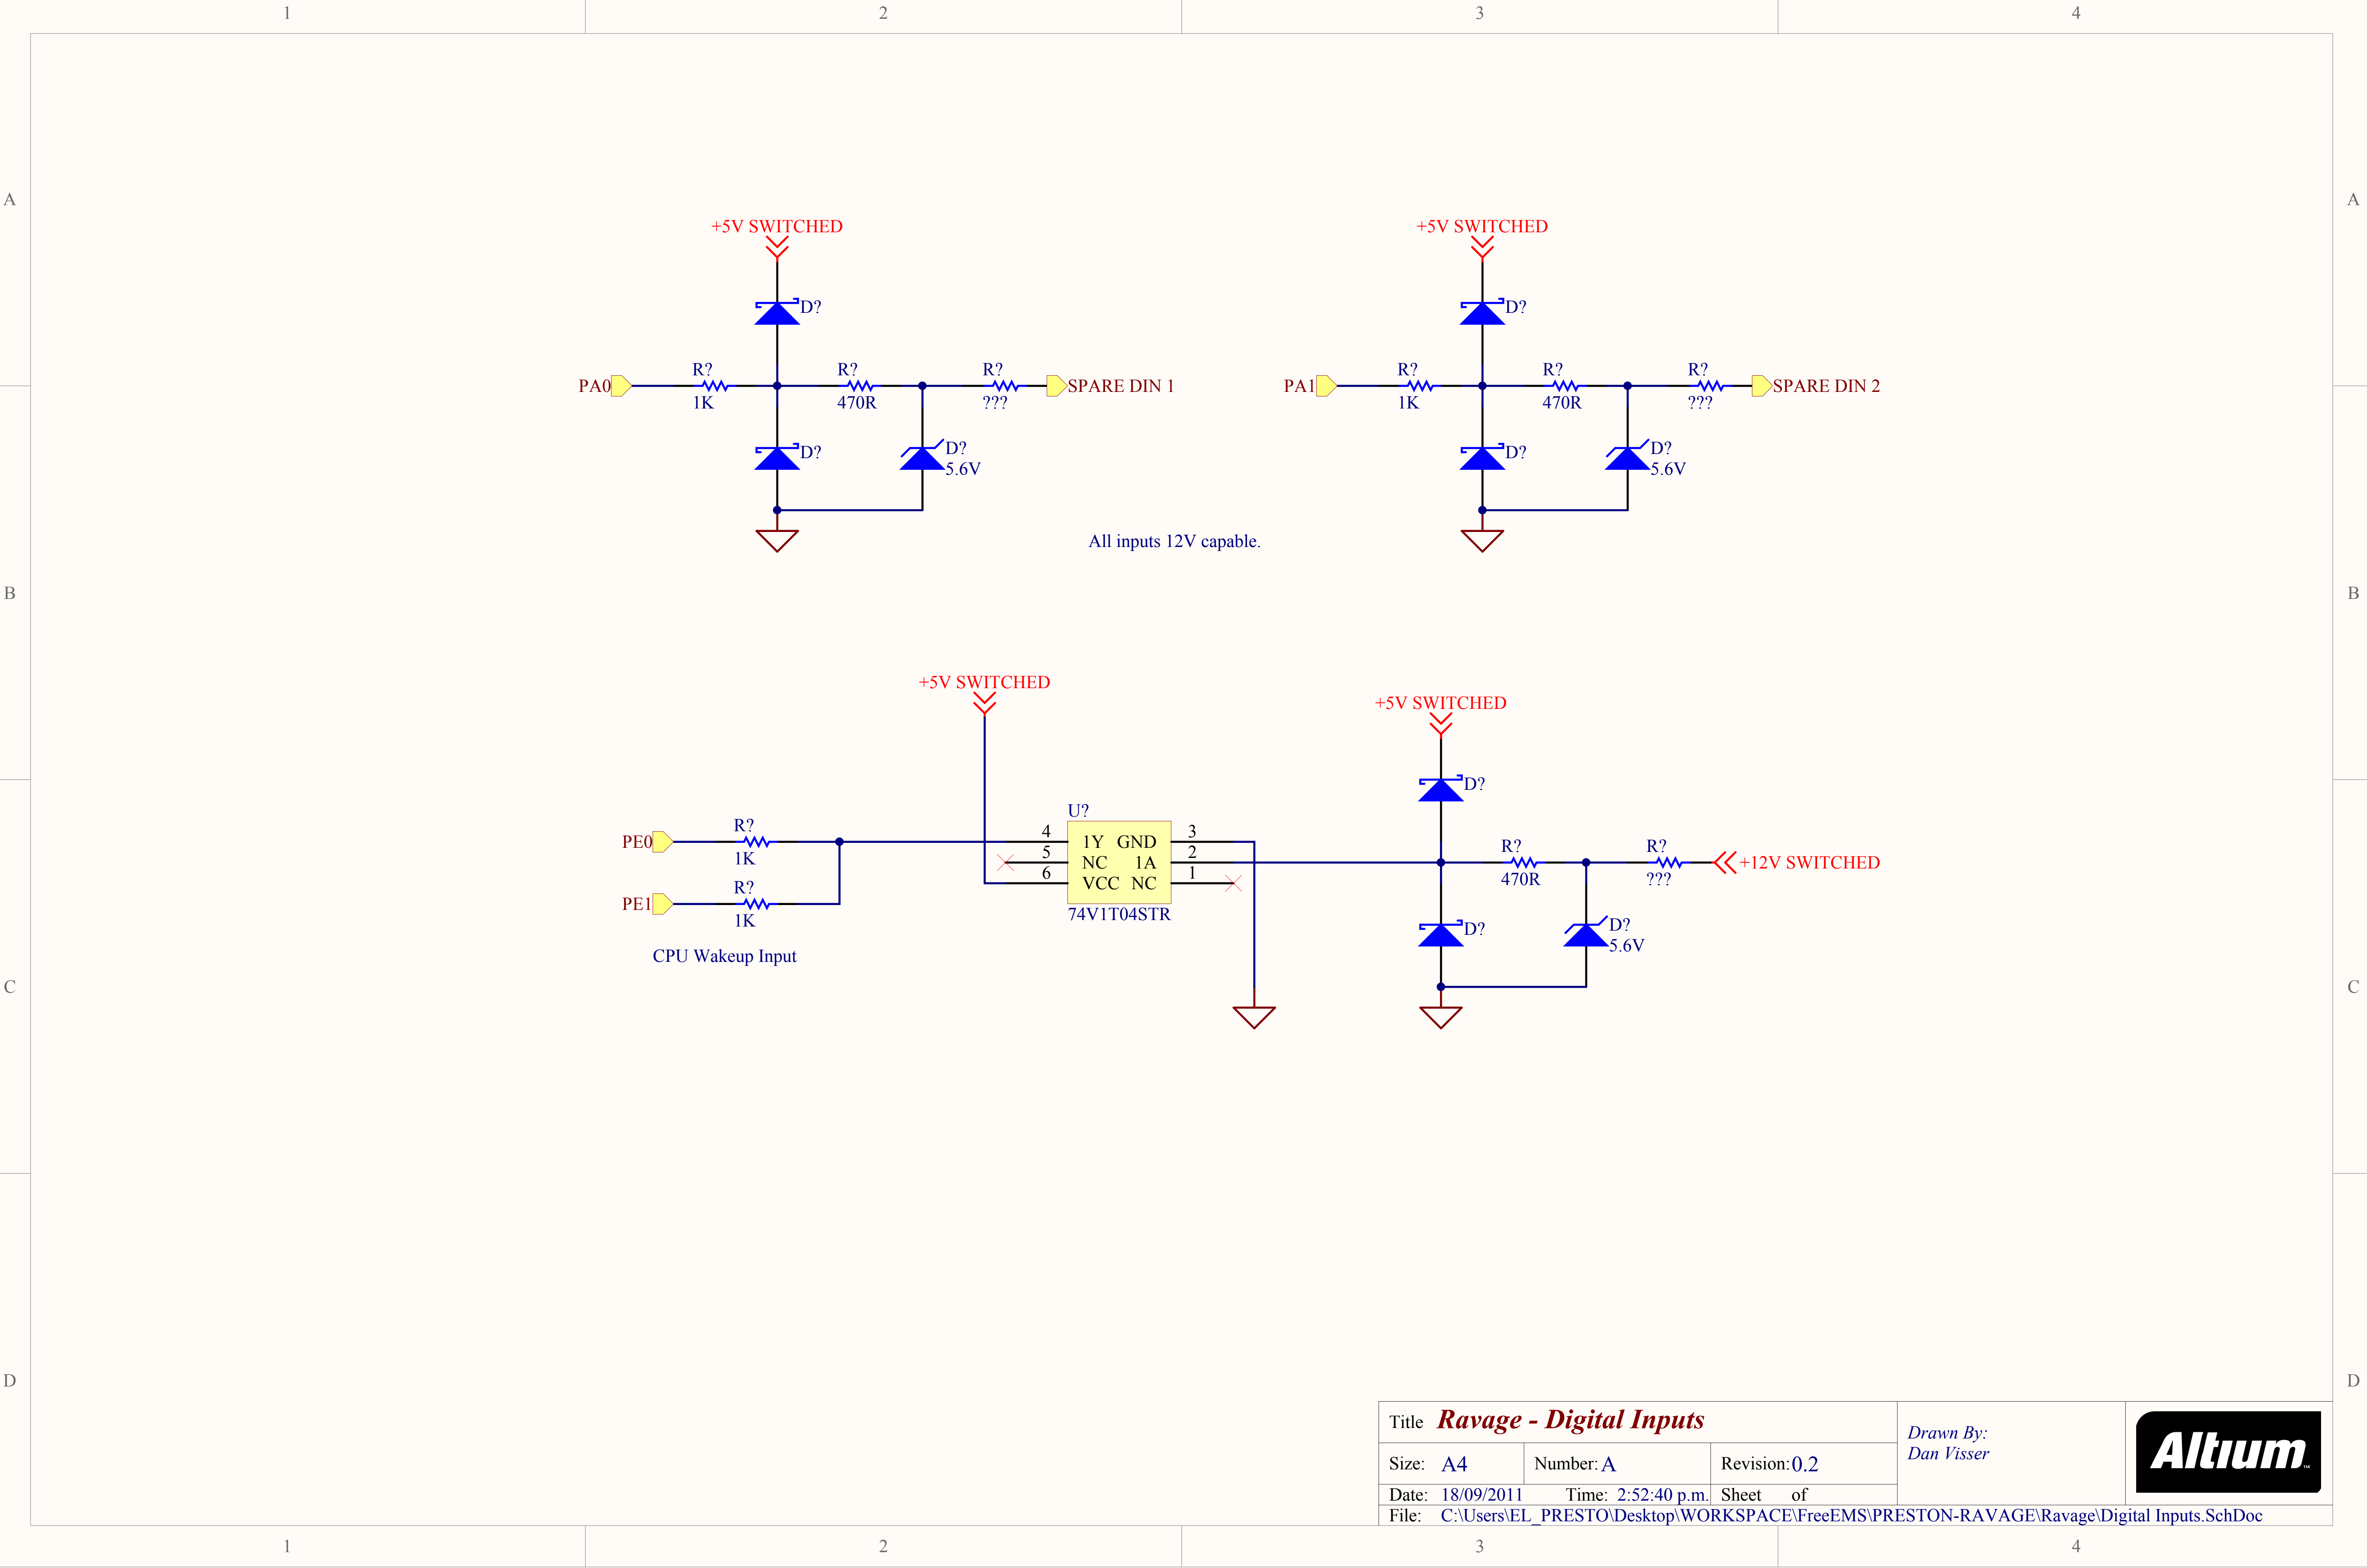 1 2 3 4
A A
+5V SWITCHED +5V SWITCHED
D? D?
R? R? R? R? R? R?
PA0 SPARE DIN 1 PA1 SPARE DIN 2
1K 470R ??? 1K 470R ???
D? D? D? D?
5.6V 5.6V
All inputs 12V capable.
B B
+5V SWITCHED
+5V SWITCHED
D?
U?
R? 4 3
PE0 1Y GND R? R?
1K 5 NC 1A 2 +12V SWITCHED
R? 6 VCC NC 1 470R ???
PE1 74V1T04STR
1K D? D?
5.6V
CPU Wakeup Input
C C
D D
Title Ravage - Digital Inputs
Drawn By:
Dan Visser
Altium™
Size: A4 Number: A Revision: 0.2
Date: 18/09/2011 Time: 2:52:40 p.m. Sheet of
File: C:\Users\EL_PRESTO\Desktop\WORKSPACE\FreeEMS\PRESTON-RAVAGE\Ravage\Digital Inputs.SchDoc
1 2 3 4